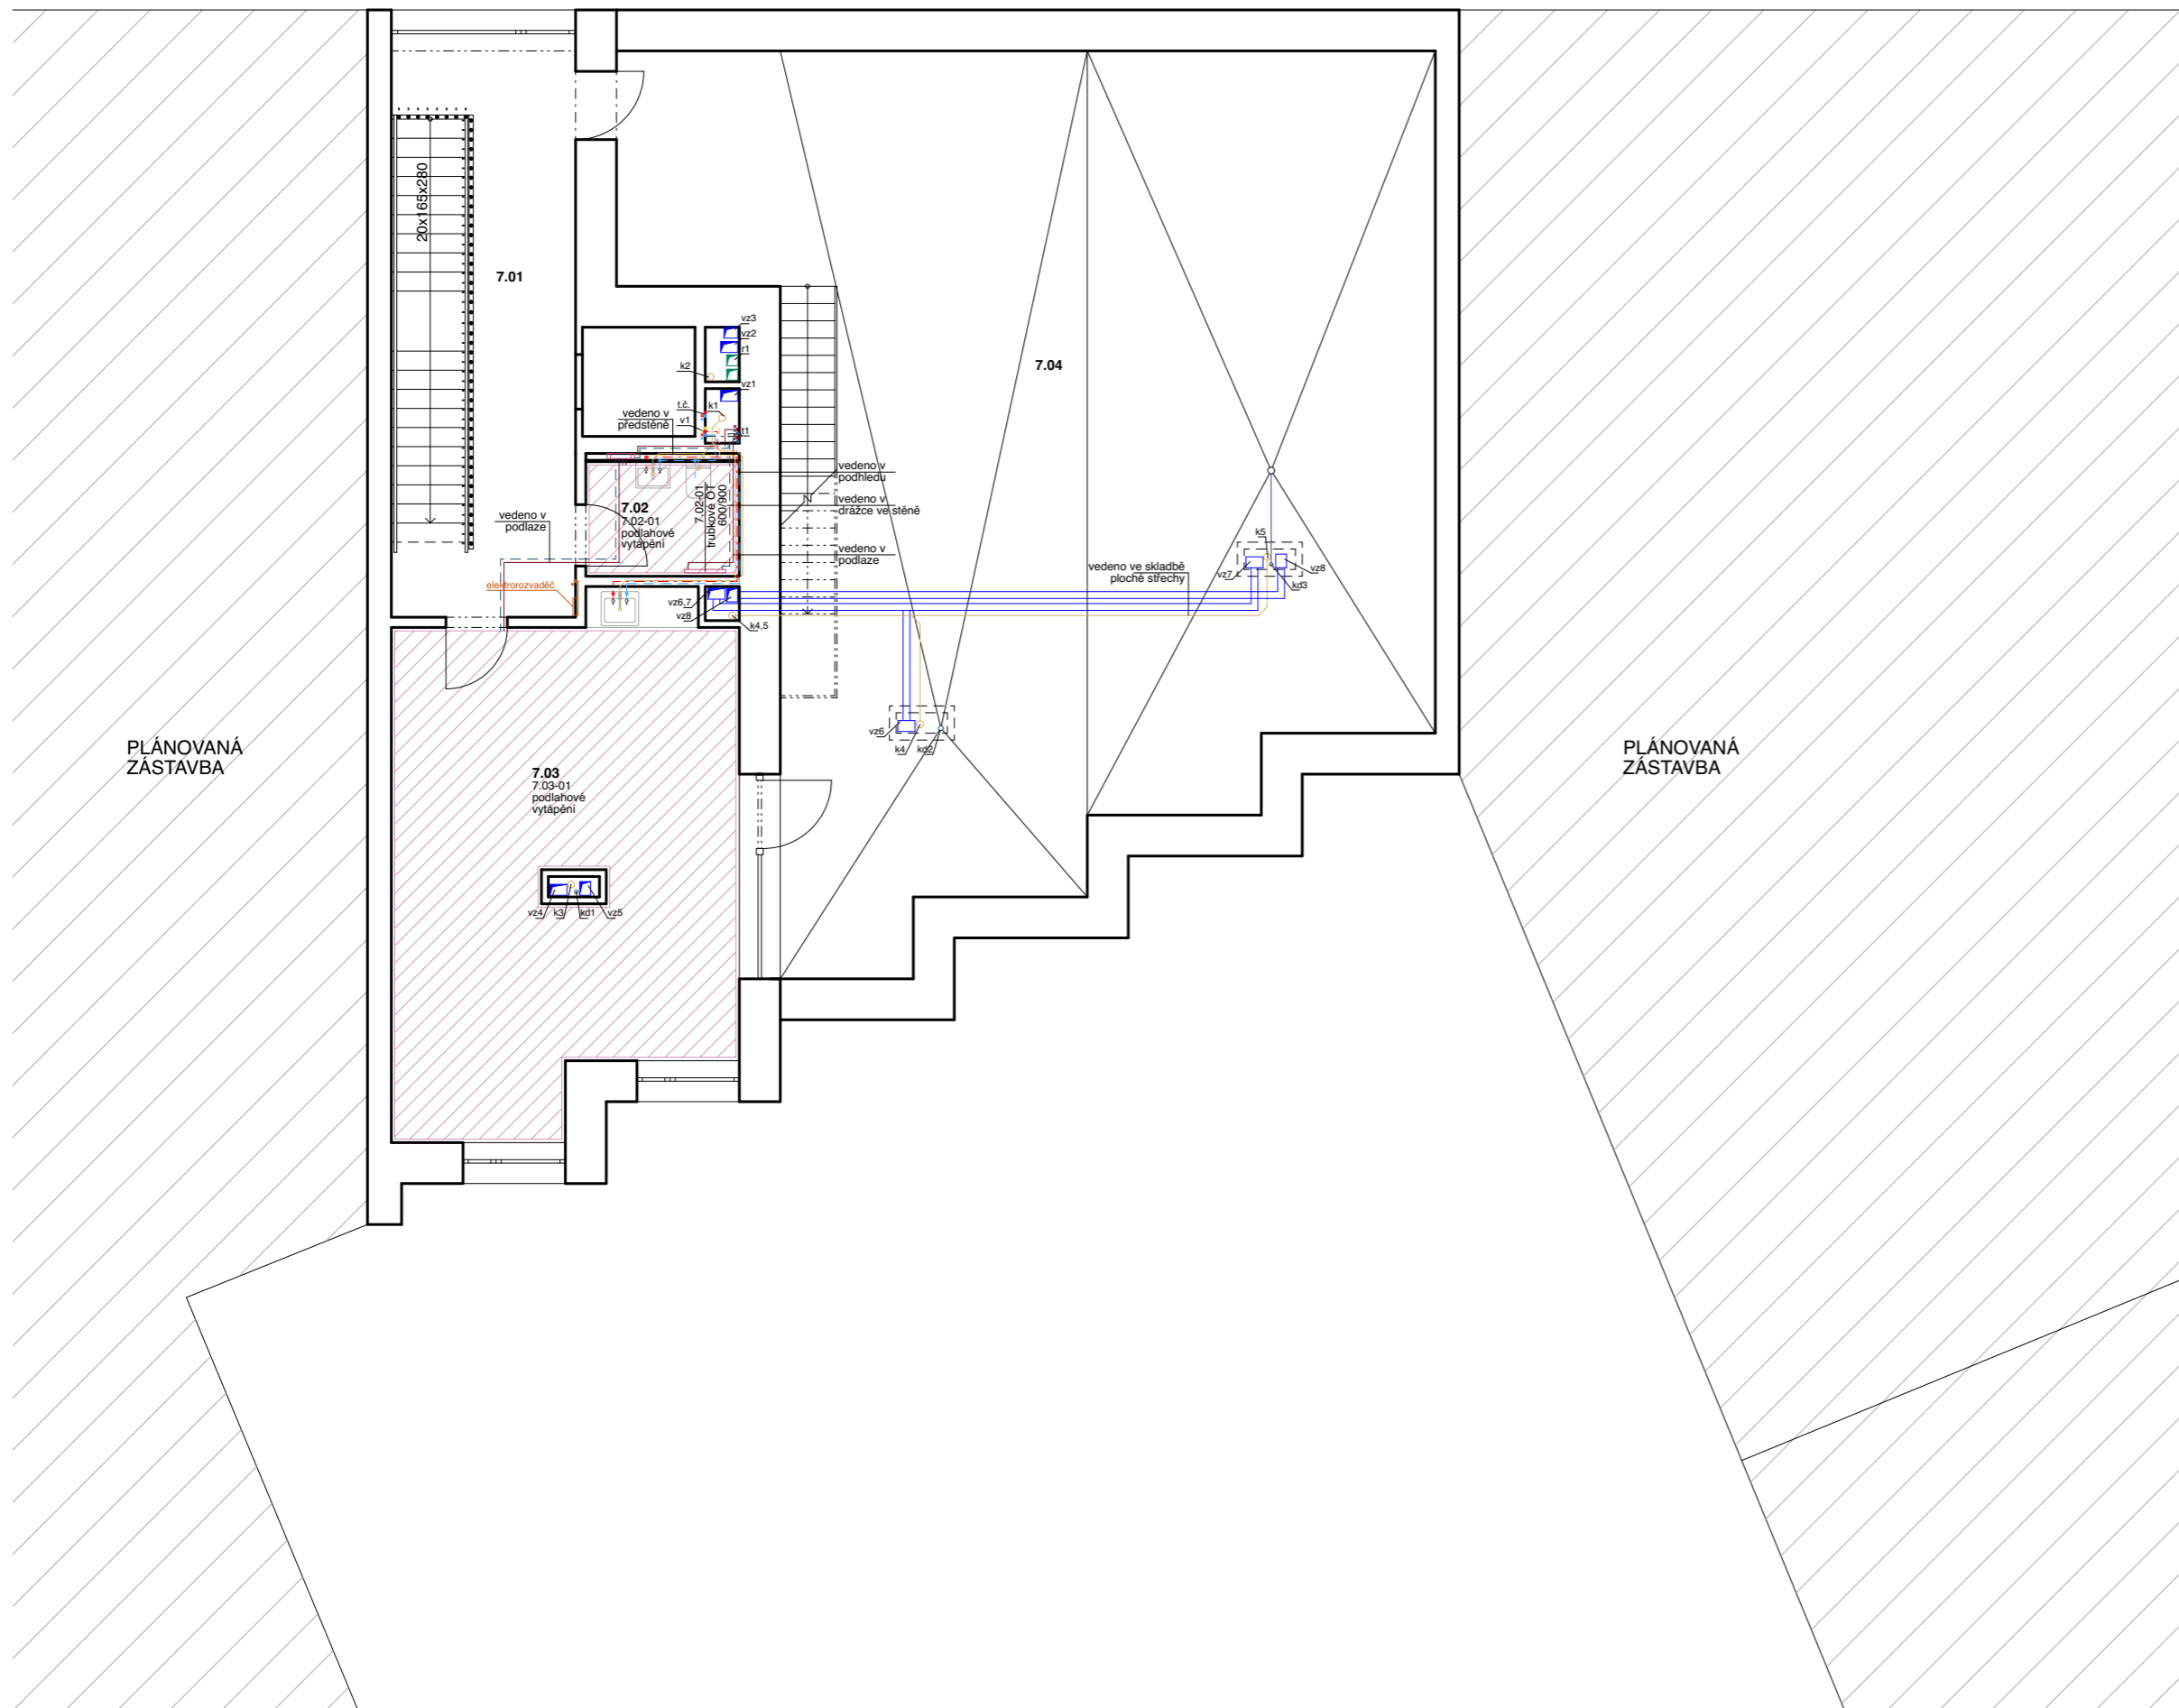 20x165x280
7.01
vz3
vz2
r1
k2
vz1
t.č.
k1
v1
t1
vedeno v
předstěně
7.04
vedeno v
podhledu
vedeno v
drážce ve stěně
vedeno v
podlaze
7.02
7.02-01
podlahové
vytápění
7.02-01
trubkové OT
600/900
vedeno v
podlaze
elektrorozvaděč
vz6,7
vz8
k4,5
vedeno ve skladbě
ploché střechy
k5
vz7
vz8
kd3
vz6
k4
kd2
PLÁNOVANÁ
ZÁSTAVBA
PLÁNOVANÁ
ZÁSTAVBA
7.03
7.03-01
podlahové
vytápění
vz4
k3
kd1
vz5